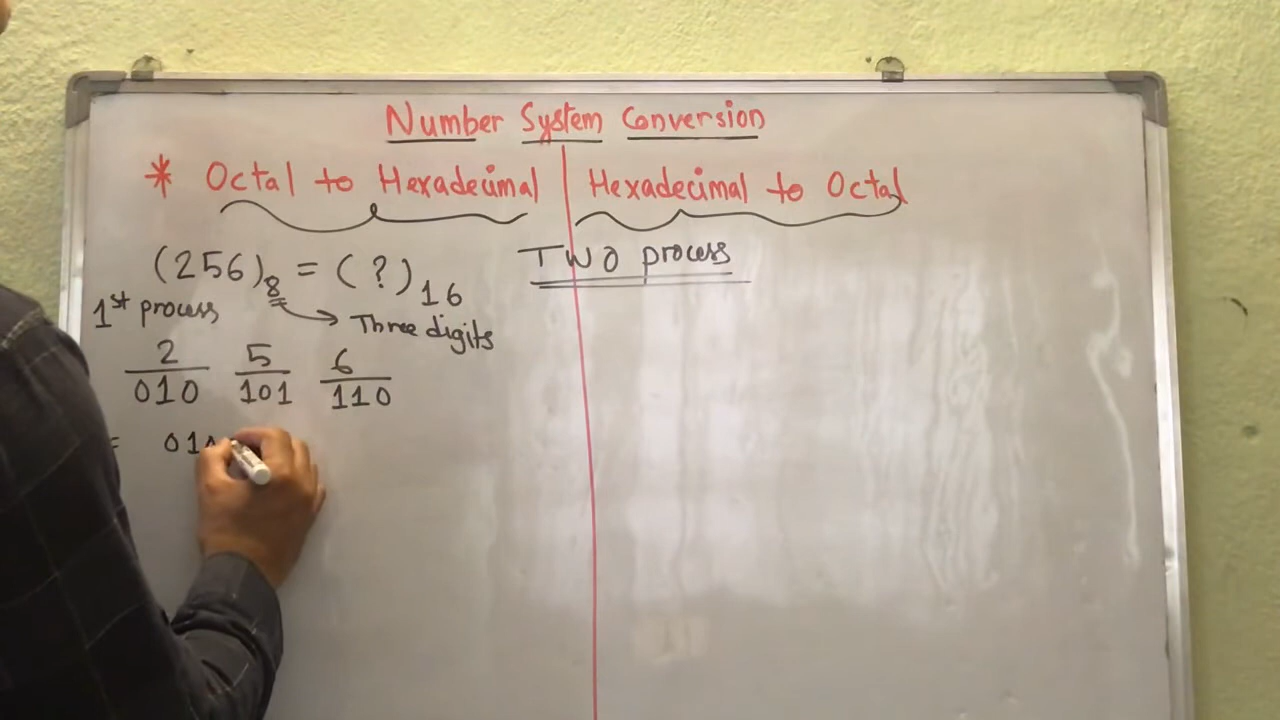 Number System Conversion
* Octal to Hexadecimal | Hexadecimal to Octal
(256)8 = (?)16
TWO process
1st process
Three digits
2 5 6
010 101 110
= 010